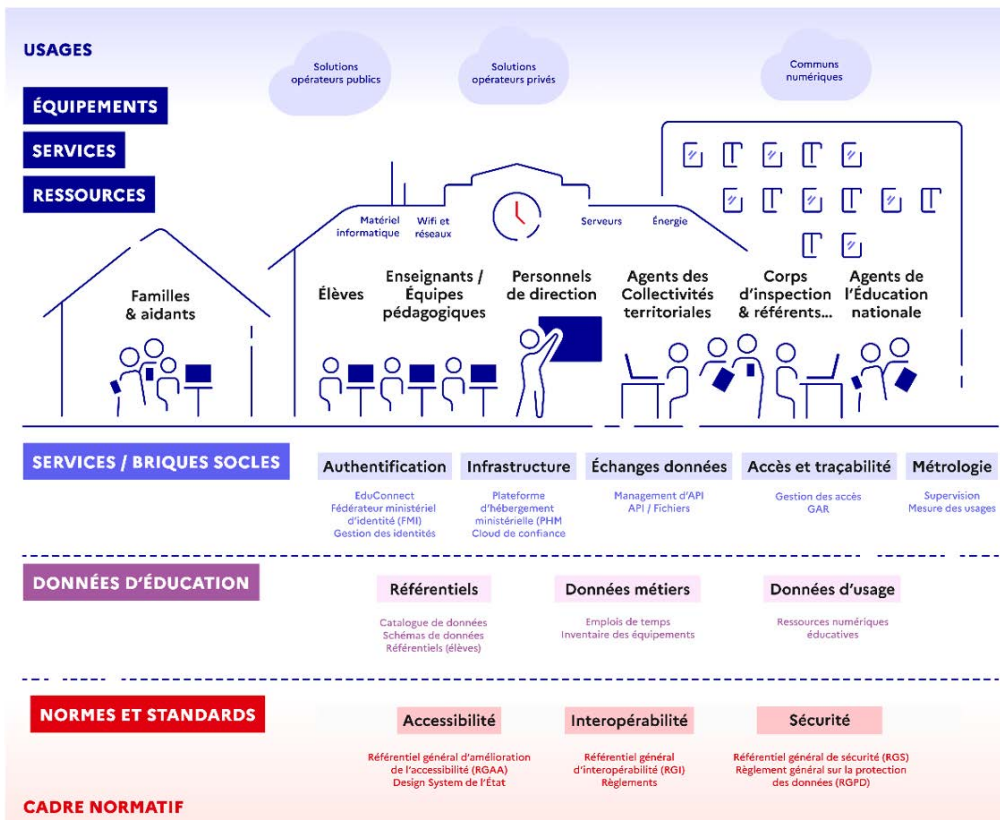 USAGES
Solutions
opérateurs publics
Solutions
opérateurs privés
Communs
numériques
ÉQUIPEMENTS
SERVICES
RESSOURCES
Matériel
informatique
Wifi et
réseaux
Serveurs
Énergie
Familles
& aidants
Élèves
Enseignants /
Équipes
pédagogiques
Personnels
de direction
Agents des
Collectivités
territoriales
Corps
d'inspection
& référents...
Agents de
l'Éducation
nationale
SERVICES / BRIQUES SOCLES
Authentification
EduConnect
Fédérateur ministériel
d'identité (FMI)
Gestion des identités
Infrastructure
Plateforme
d'hébergement
ministérielle (PHM
Cloud de confiance
Échanges données
Management d'API
API / Fichiers
Accès et traçabilité
Gestion des accès
GAR
Métrologie
Supervision
Mesure des usages
DONNÉES D'ÉDUCATION
Référentiels
Catalogue de données
Schémas de données
Référentiels (élèves)
Données métiers
Emplois de temps
Inventaire des équipements
Données d'usage
Ressources numériques
éducatives
NORMES ET STANDARDS
Accessibilité
Référentiel général d'amélioration
de l'accessibilité (RGAA)
Design System de l'État
Interopérabilité
Référentiel général
d'interopérabilité (RGI)
Règlements
Sécurité
Référentiel général de sécurité (RGS)
Règlement général sur la protection
des données (RGPD)
CADRE NORMATIF